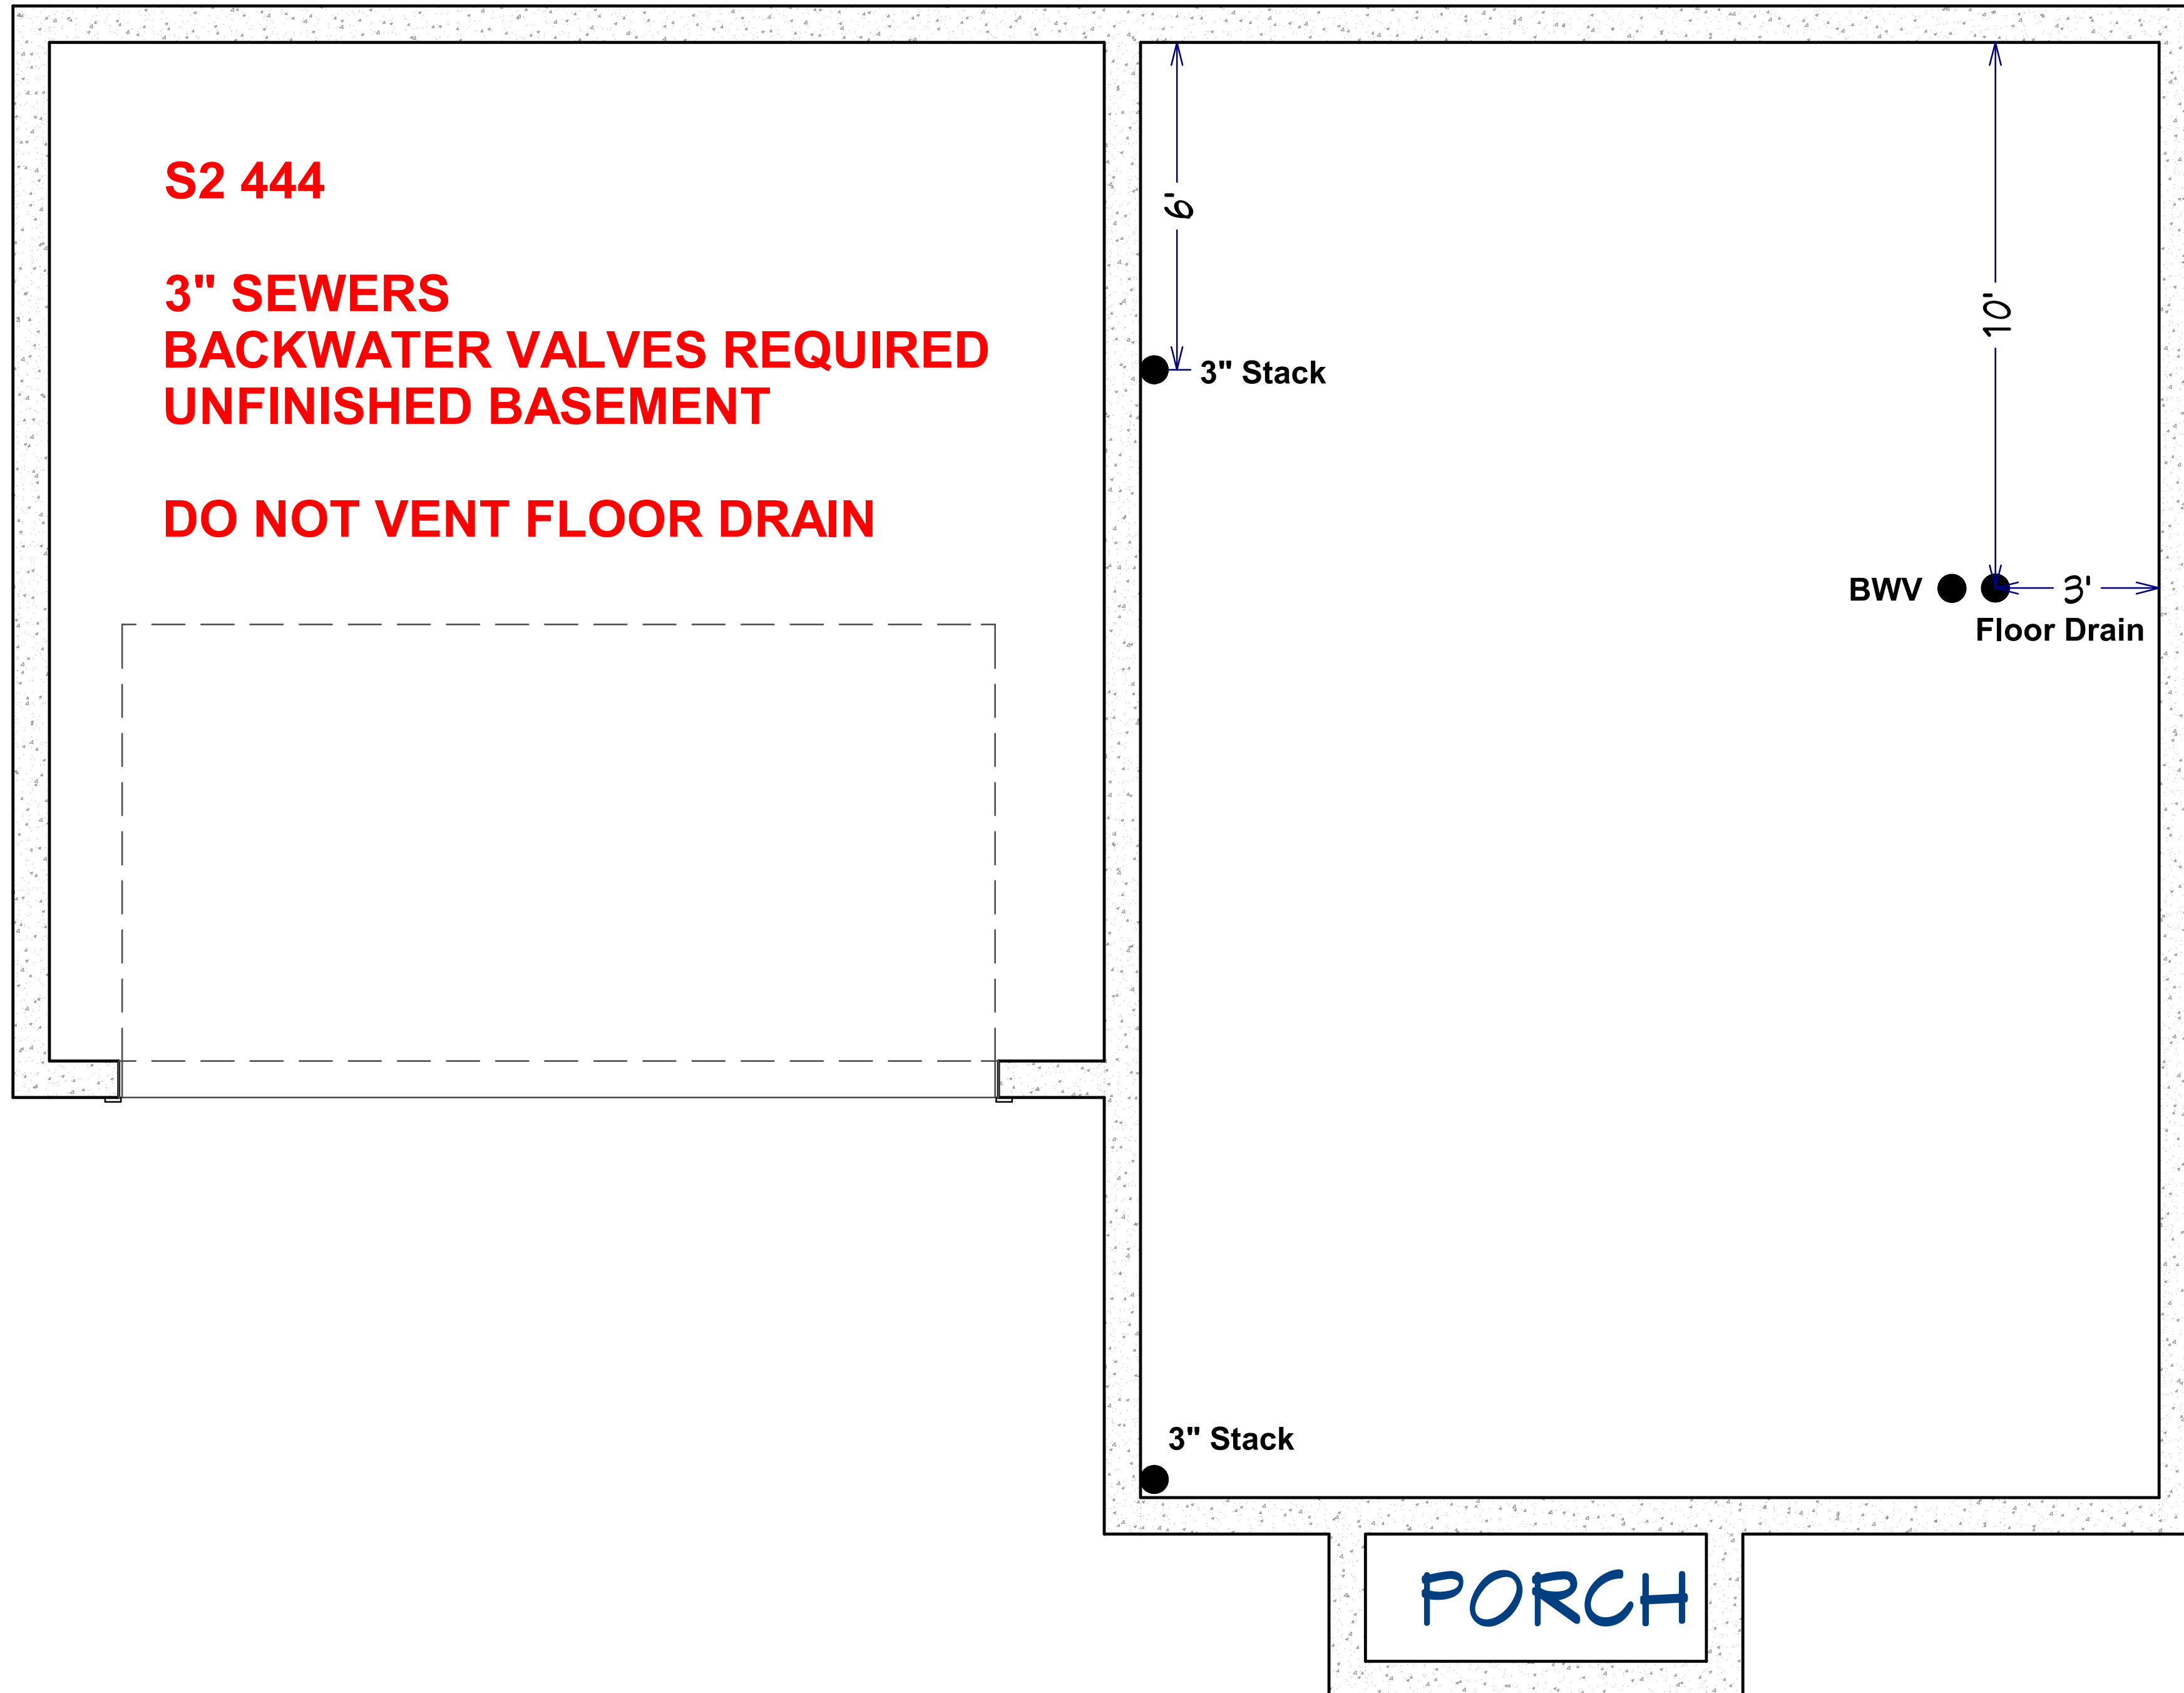 S2 444
3" SEWERS
BACKWATER VALVES REQUIRED
UNFINISHED BASEMENT
DO NOT VENT FLOOR DRAIN
6'
10'
3" Stack
BWV
3'
Floor Drain
3" Stack
PORCH